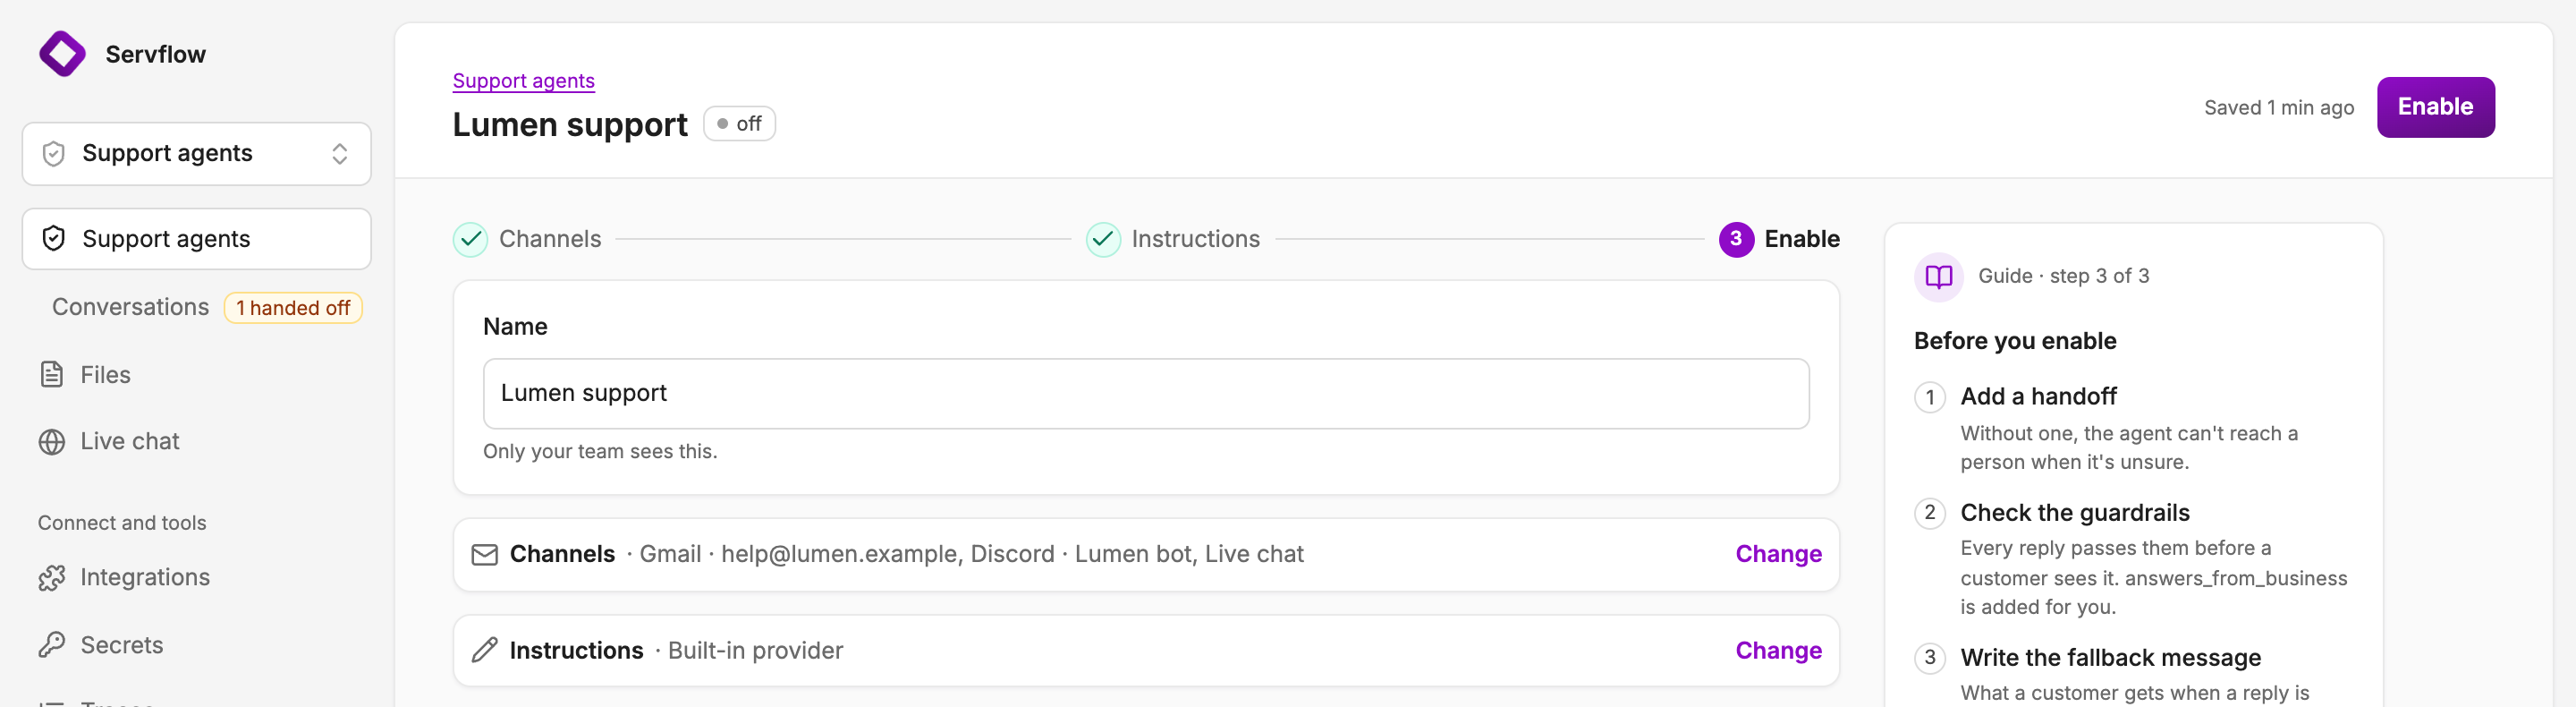 Servflow
Support agents
Support agents
Conversations 1 handed off
Files
Live chat
Connect and tools
Integrations
Secrets
Support agents
Lumen support off
Saved 1 min ago
Enable
Channels
Instructions
3 Enable
Name
Lumen support
Only your team sees this.
Channels · Gmail · help@lumen.example, Discord · Lumen bot, Live chat
Change
Instructions · Built-in provider
Change
Guide · step 3 of 3
Before you enable
1 Add a handoff
Without one, the agent can't reach a
person when it's unsure.
2 Check the guardrails
Every reply passes them before a
customer sees it. answers_from_business
is added for you.
3 Write the fallback message
What a customer gets when a reply is